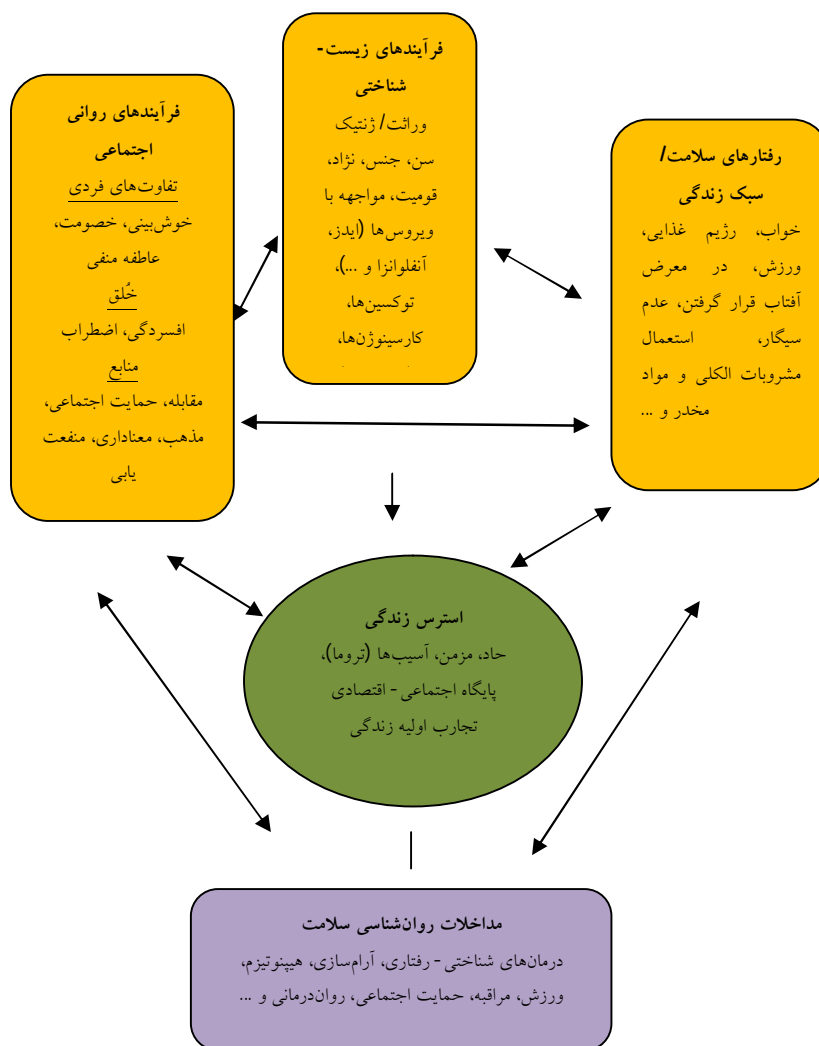 فرآیندهای زیست-
شناختی
وراثت/ ژنتیک
سن، جنس، نژاد،
قومیت، مواجهه با
ویروس‌ها (ایدز،
آنفلوانزا و ...)،
توکسین‌ها،
کارسینوژن‌ها،
فرآیندهای روانی
اجتماعی
تفاوت‌های فردی
خوش‌بینی، خصومت،
عاطفه منفی
خُلق
افسردگی، اضطراب
منابع
مقابله، حمایت اجتماعی،
مذهب، معناداری، منفعت
یابی
رفتارهای سلامت/
سبک زندگی
خواب، رژیم غذایی،
ورزش، در معرض
آفتاب قرار گرفتن، عدم
سیگار، استعمال
مشروبات الکلی و مواد
مخدر و ...
استرس زندگی
حاد، مزمن، آسیب‌ها (تروما)،
پایگاه اجتماعی - اقتصادی
تجارب اولیه زندگی
مداخلات روان‌شناسی سلامت
درمان‌های شناختی - رفتاری، آرام‌سازی، هیپنوتیزم،
ورزش، مراقبه، حمایت اجتماعی، روان‌درمانی و ...